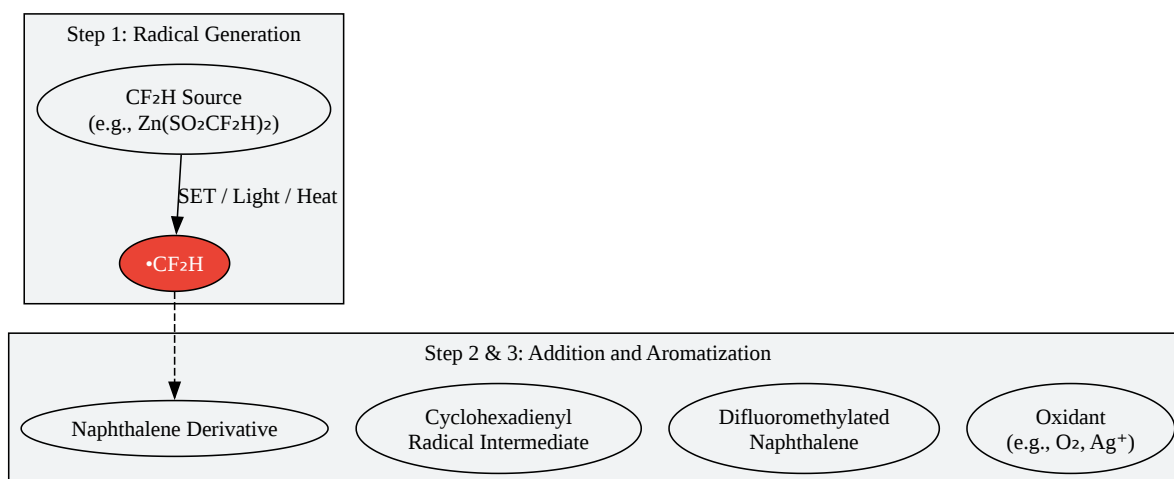 Step 1: Radical Generation
CF₂H Source
(e.g., Zn(SO₂CF₂H)₂)
SET / Light / Heat
•CF₂H
Step 2 & 3: Addition and Aromatization
Naphthalene Derivative
Cyclohexadienyl
Radical Intermediate
Difluoromethylated
Naphthalene
Oxidant
(e.g., O₂, Ag⁺)